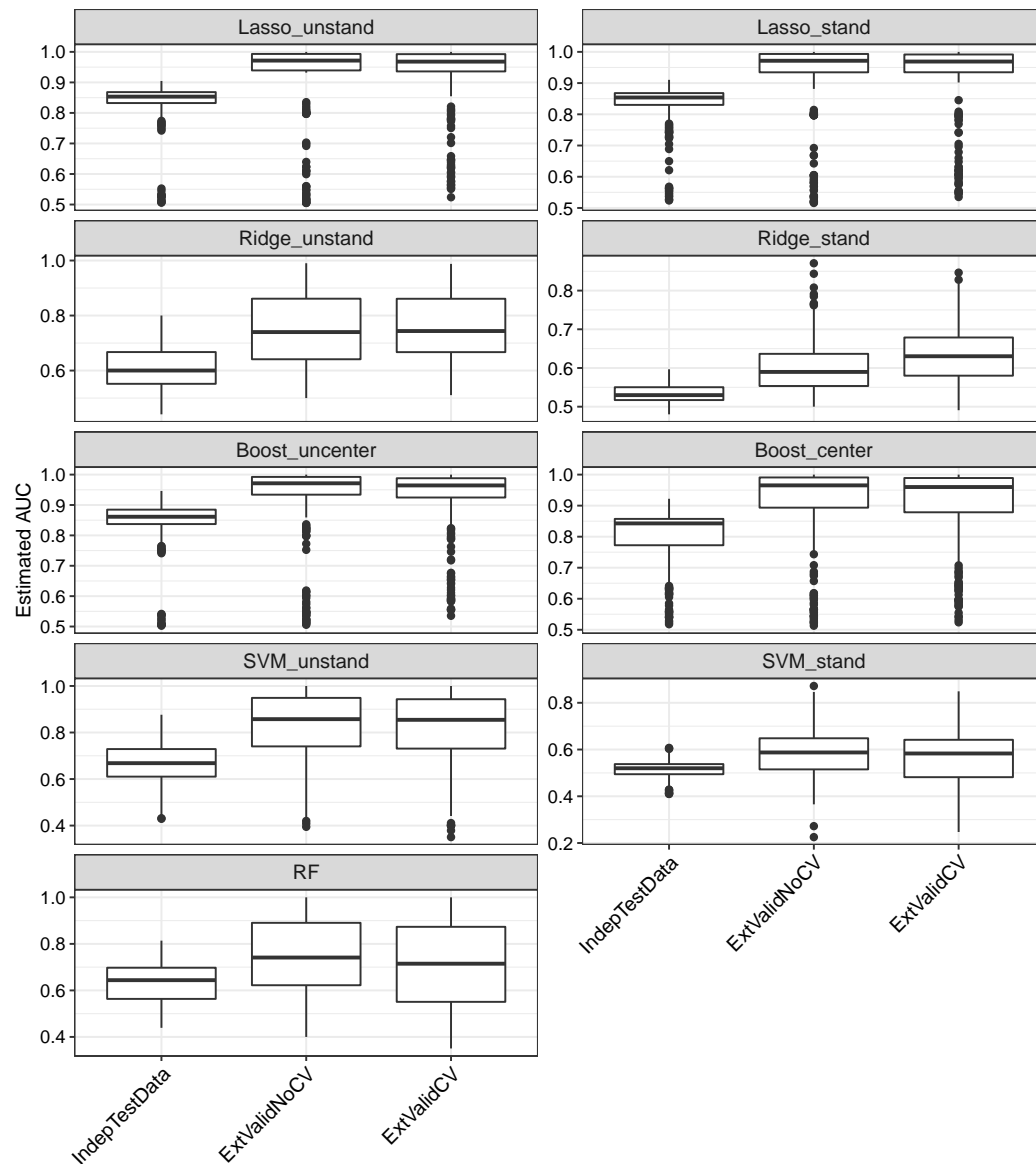 Lasso_unstand
Lasso_stand
1.0
0.9
0.8
0.7
0.6
0.5
1.0
0.9
0.8
0.7
0.6
0.5
Ridge_unstand
Ridge_stand
1.0
0.8
0.6
0.8
0.7
0.6
0.5
Boost_uncenter
Boost_center
1.0
0.9
0.8
0.7
0.6
0.5
1.0
0.9
0.8
0.7
0.6
0.5
Estimated AUC
SVM_unstand
SVM_stand
1.0
0.8
0.6
0.4
0.8
0.6
0.4
0.2
RF
1.0
0.8
0.6
0.4
IndepTestData
ExtValidNoCV
ExtValidCV
IndepTestData
ExtValidNoCV
ExtValidCV